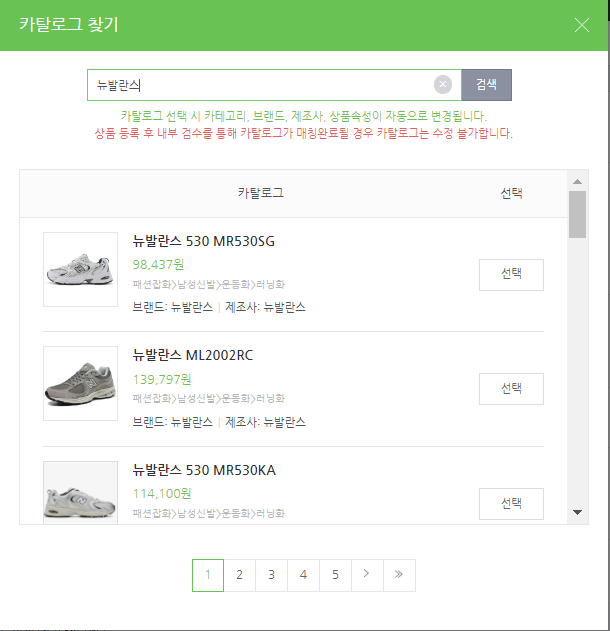 카탈로그 찾기
뉴발란스
검색
카탈로그 선택 시 카테고리, 브랜드, 제조사, 상품속성이 자동으로 변경됩니다.
상품 등록 후 내부 검수를 통해 카탈로그가 매칭완료될 경우 카탈로그는 수정 불가합니다.
카탈로그 선택
뉴발란스 530 MR530SG
98,437원
패션잡화>남성신발>운동화>러닝화
브랜드: 뉴발란스 | 제조사: 뉴발란스
선택
뉴발란스 ML2002RC
139,797원
패션잡화>남성신발>운동화>러닝화
브랜드: 뉴발란스 | 제조사: 뉴발란스
선택
뉴발란스 530 MR530KA
114,100원
패션잡화>남성신발>운동화>러닝화
선택
1 2 3 4 5 > »